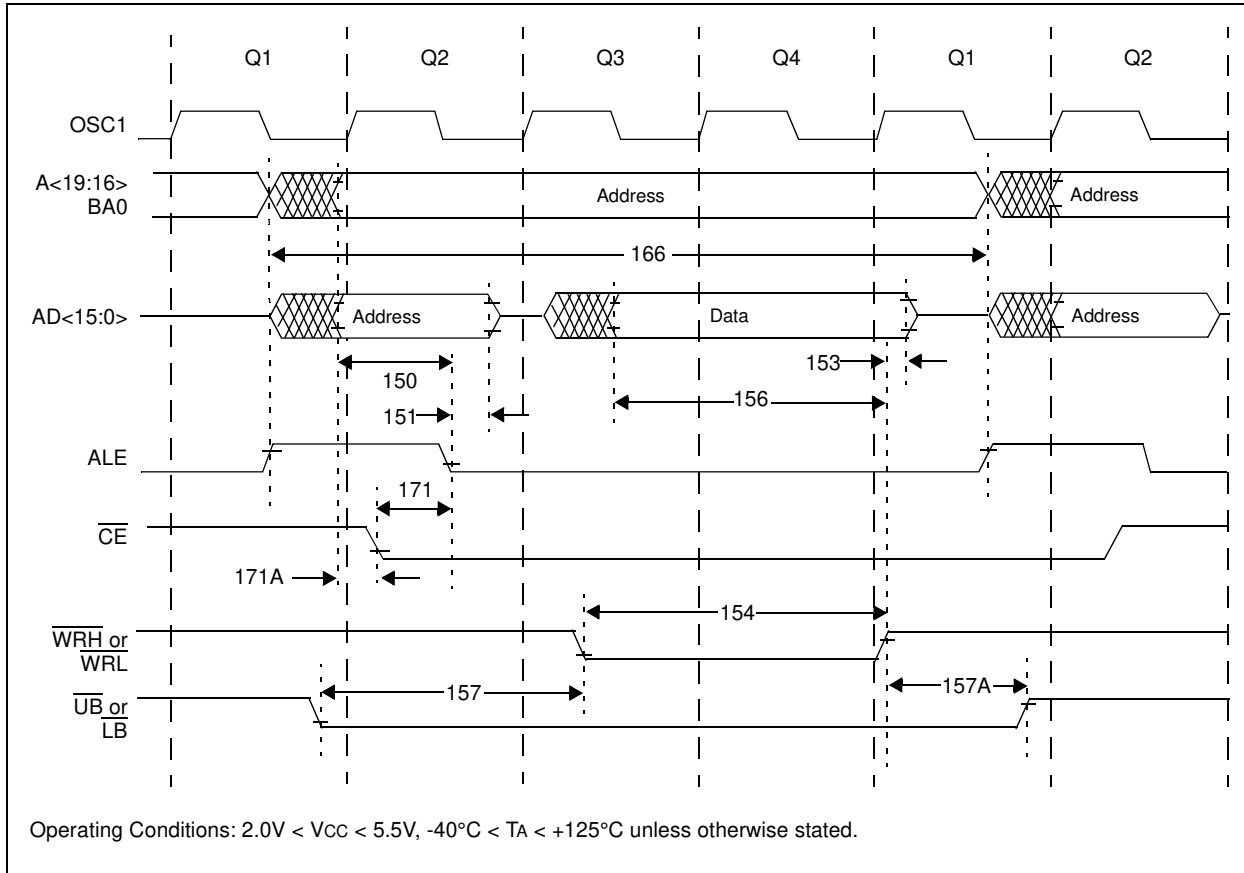 Q1 Q2 Q3 Q4 Q1 Q2
OSC1
A<19:16>
BA0
Address Address
166
AD<15:0>
Address Data Address
150
153
151
156
ALE
171
CE
171A
154
WRH or
WRL
157
157A
UB or
LB
Operating Conditions: 2.0V < VCC < 5.5V, -40°C < TA < +125°C unless otherwise stated.